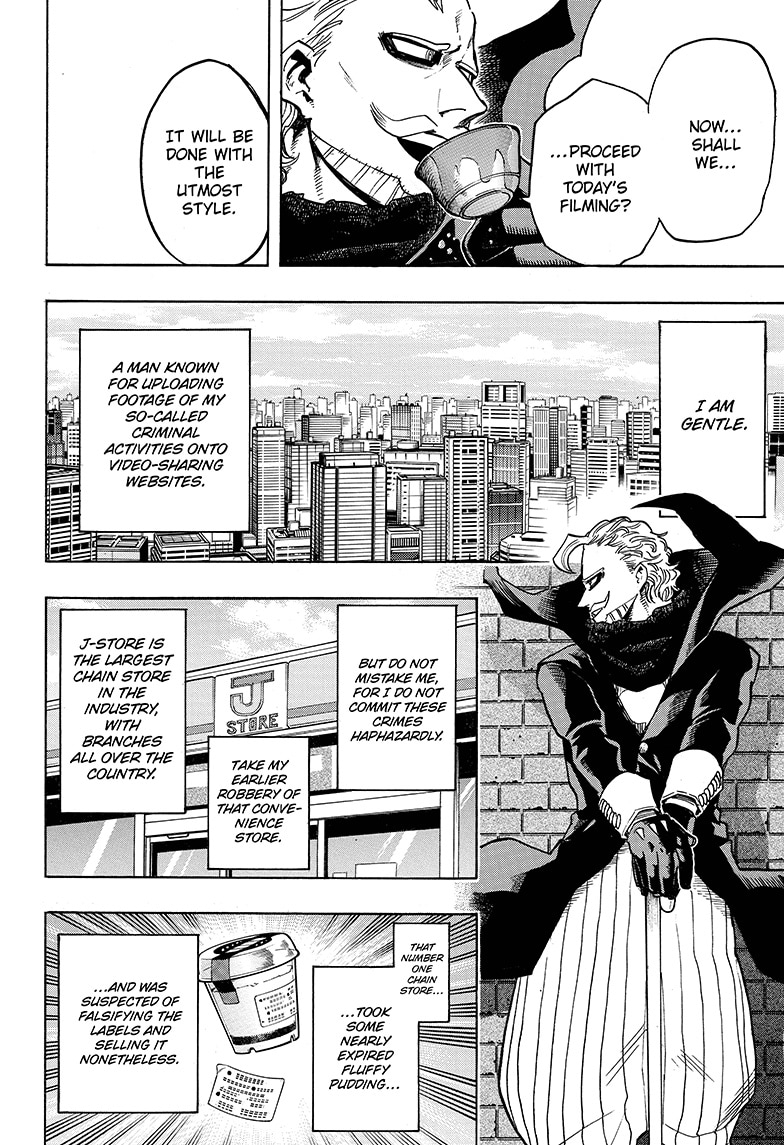 NOW...
SHALL
WE...
...PROCEED
WITH
TODAY'S
FILMING?
IT WILL BE
DONE WITH
THE
UTMOST
STYLE.
I AM
GENTLE.
A MAN KNOWN
FOR UPLOADING
FOOTAGE OF MY
SO-CALLED
CRIMINAL
ACTIVITIES ONTO
VIDEO-SHARING
WEBSITES.
BUT DO NOT
MISTAKE ME,
FOR I DO NOT
COMMIT THESE
CRIMES
HAPHAZARDLY.
TAKE MY
EARLIER
ROBBERY OF
THAT CONVE-
NIENCE
STORE.
J
STORE
J-STORE IS
THE LARGEST
CHAIN STORE
IN THE
INDUSTRY,
WITH
BRANCHES
ALL OVER THE
COUNTRY.
THAT
NUMBER
ONE
CHAIN
STORE...
...TOOK
SOME
NEARLY
EXPIRED
FLUFFY
PUDDING...
...AND WAS
SUSPECTED OF
FALSIFYING THE
LABELS AND
SELLING IT
NONETHELESS.